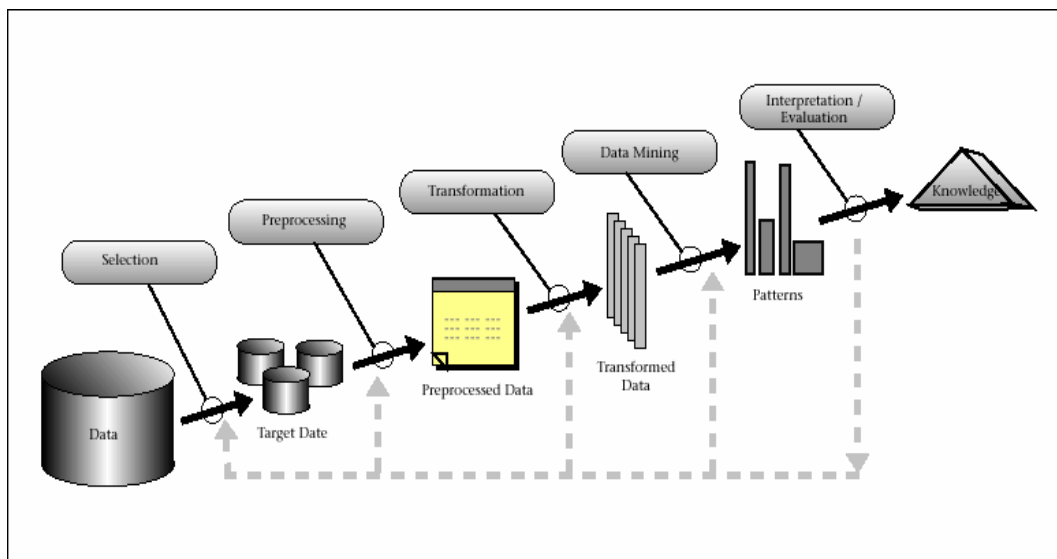 Interpretation /
Evaluation
Data Mining
Transformation
Preprocessing
Selection
Knowledge
Patterns
Transformed
Data
Preprocessed Data
Target Date
Data